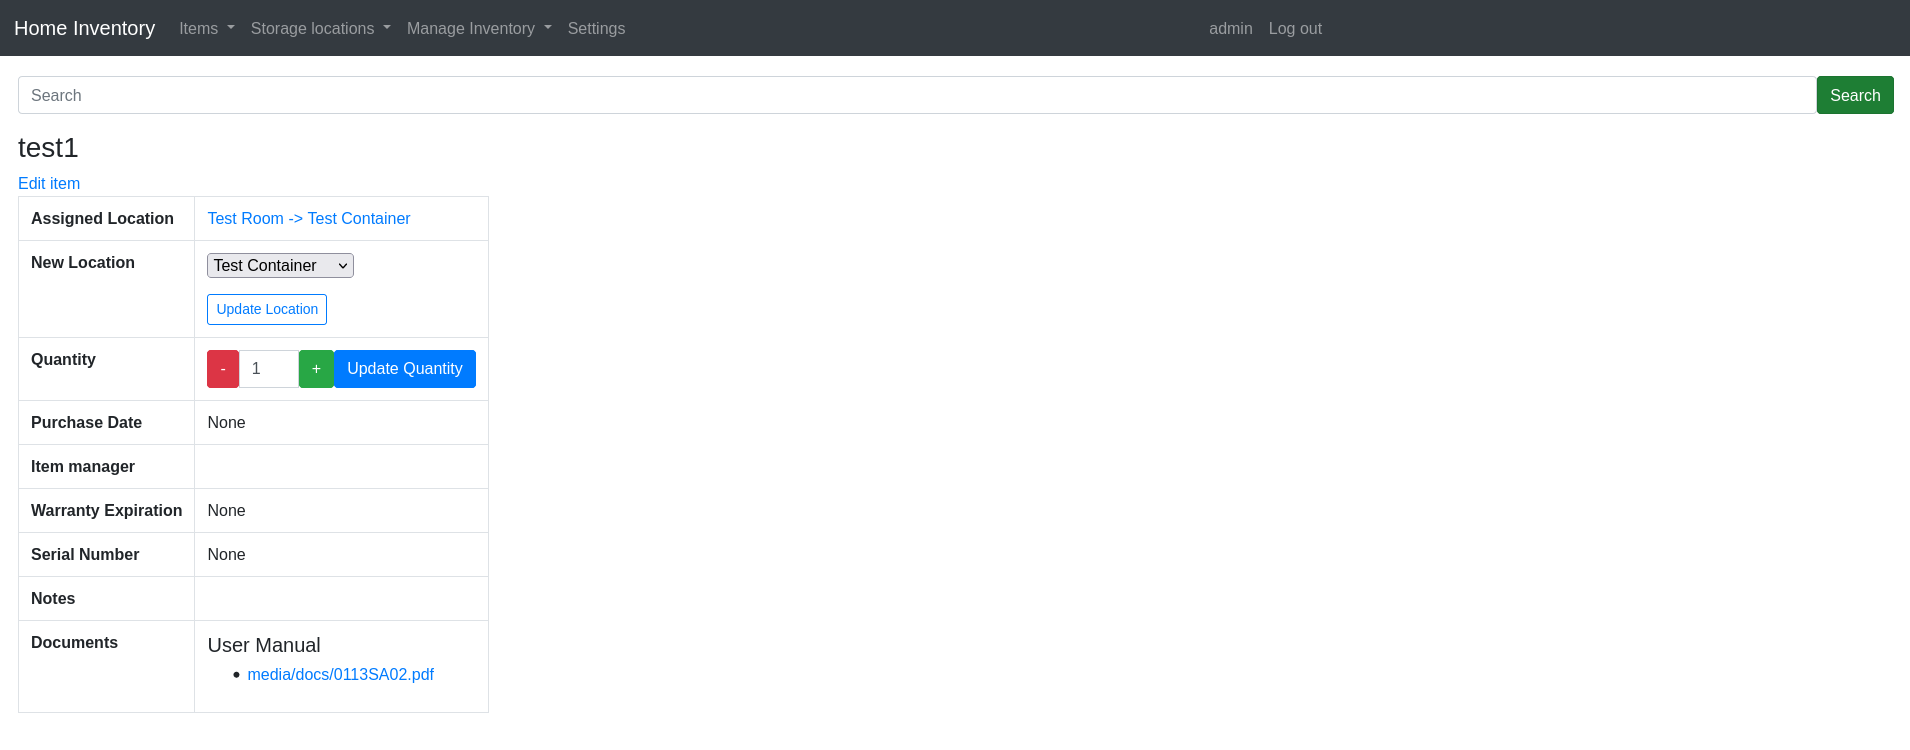 Home Inventory Items Storage locations Manage Inventory Settings admin Log out
Search Search
test1
Edit item
Assigned Location Test Room -> Test Container
New Location Test Container
Update Location
Quantity - 1 + Update Quantity
Purchase Date None
Item manager
Warranty Expiration None
Serial Number None
Notes
Documents User Manual
• media/docs/0113SA02.pdf